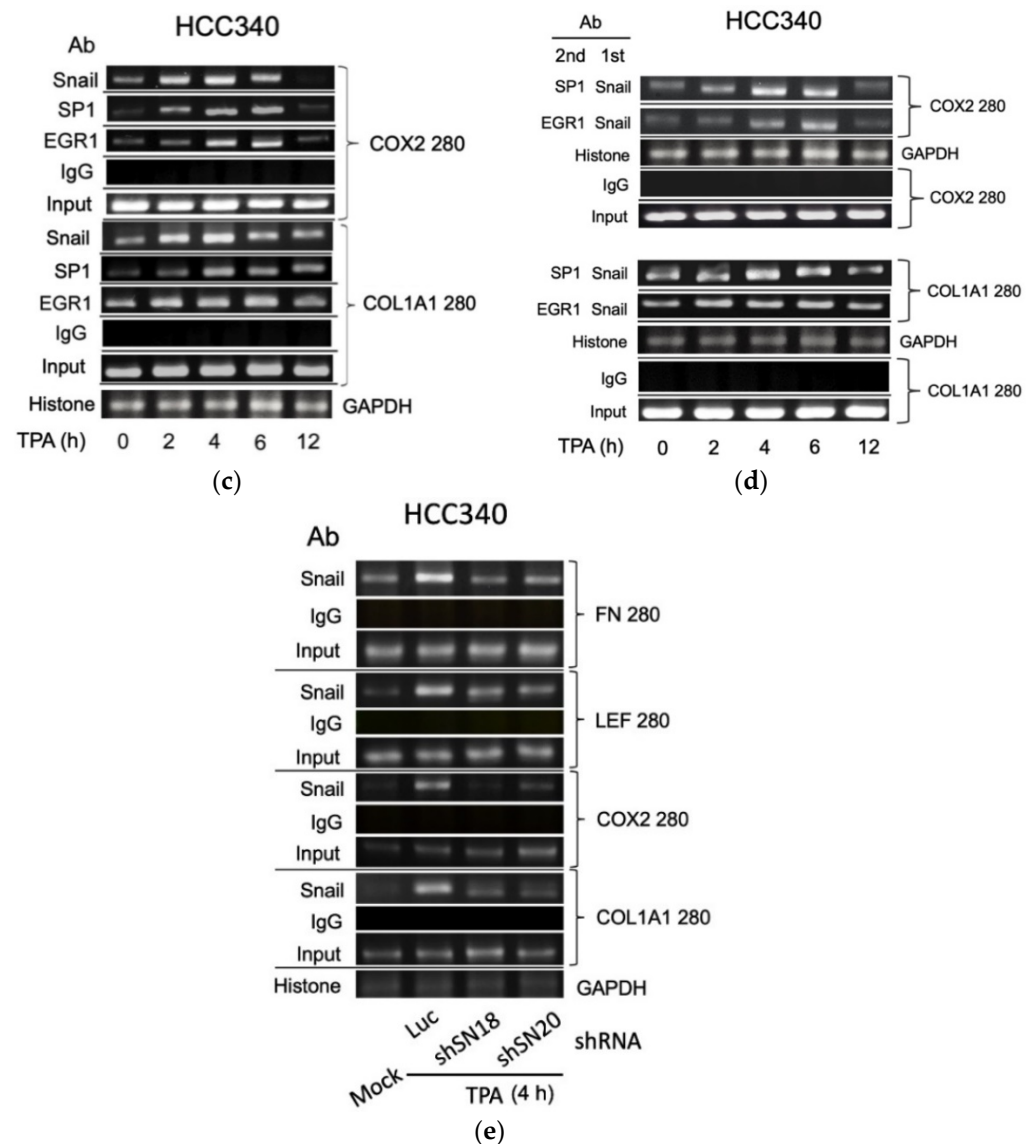 HCC340
Ab
Snail
SP1
EGR1
IgG
Input
COX2 280
Snail
SP1
EGR1
IgG
Input
COL1A1 280
Histone
GAPDH
TPA (h) 0 2 4 6 12
(c)
HCC340
Ab
2nd 1st
SP1 Snail
EGR1 Snail
COX2 280
Histone
GAPDH
IgG
Input
COX2 280
SP1 Snail
EGR1 Snail
COL1A1 280
Histone
GAPDH
IgG
Input
COL1A1 280
TPA (h) 0 2 4 6 12
(d)
HCC340
Ab
Snail
IgG
Input
FN 280
Snail
IgG
Input
LEF 280
Snail
IgG
Input
COX2 280
Snail
IgG
Input
COL1A1 280
Histone
GAPDH
Mock Luc shSN18 shSN20 shRNA
TPA (4 h)
(e)